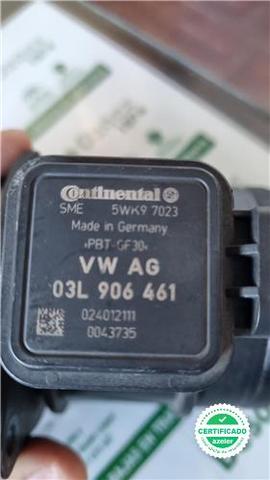 Continental
SME 5WK9 7023
Made in Germany
>PBT-GF30<
VW AG
03L 906 461
024012111
0043735
CERTIFICADO
azeler